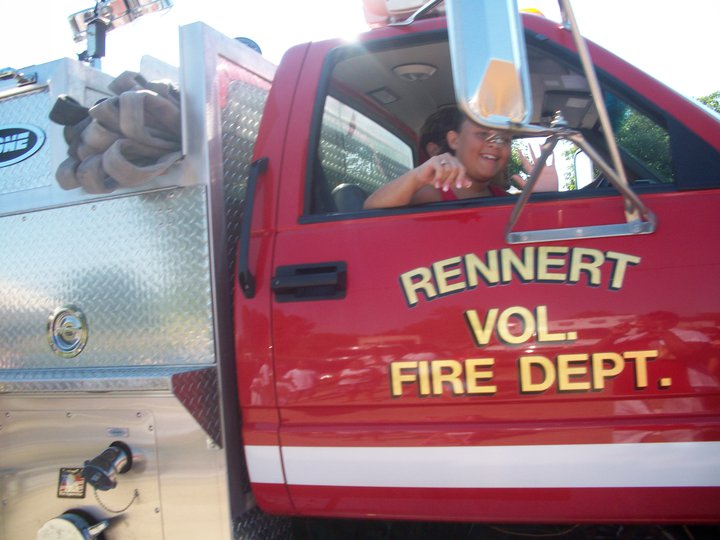 RENNERT
VOL.
FIRE DEPT.